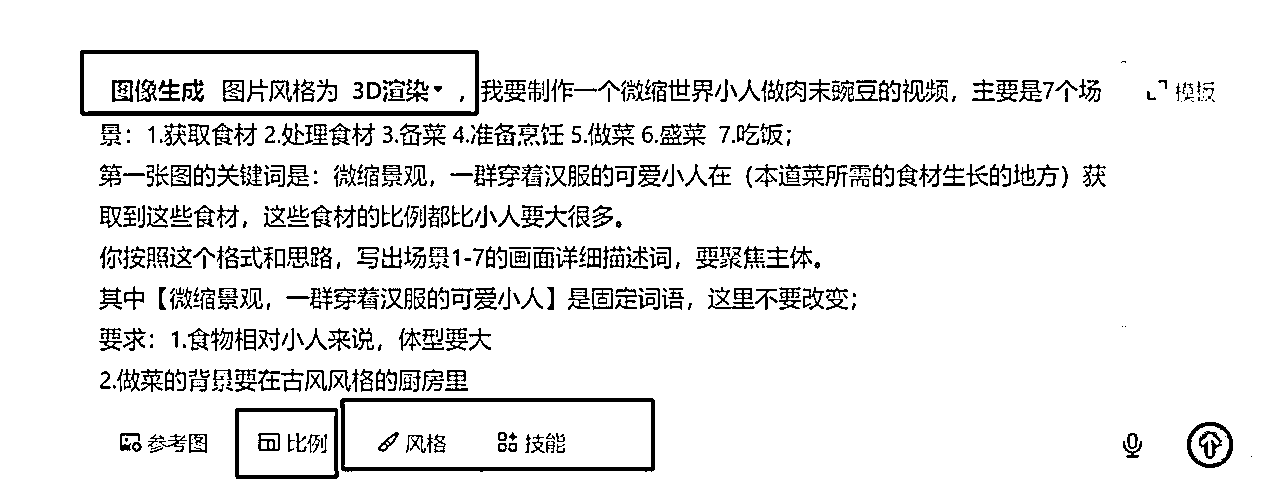 图像生成 图片风格为 3D渲染 ，我要制作一个微缩世界小人做肉末豌豆的视频，主要是7个场 模板
景：1.获取食材 2.处理食材 3.备菜 4.准备烹饪 5.做菜 6.盛菜 7.吃饭；
第一张图的关键词是：微缩景观，一群穿着汉服的可爱小人在（本道菜所需的食材生长的地方）获
取到这些食材，这些食材的比例都比小人要大很多。
你按照这个格式和思路，写出场景1-7的画面详细描述词，要聚焦主体。
其中【微缩景观，一群穿着汉服的可爱小人】是固定词语，这里不要改变；
要求：1.食物相对小人来说，体型要大
2.做菜的背景要在古风风格的厨房里
参考图 比例 风格 技能